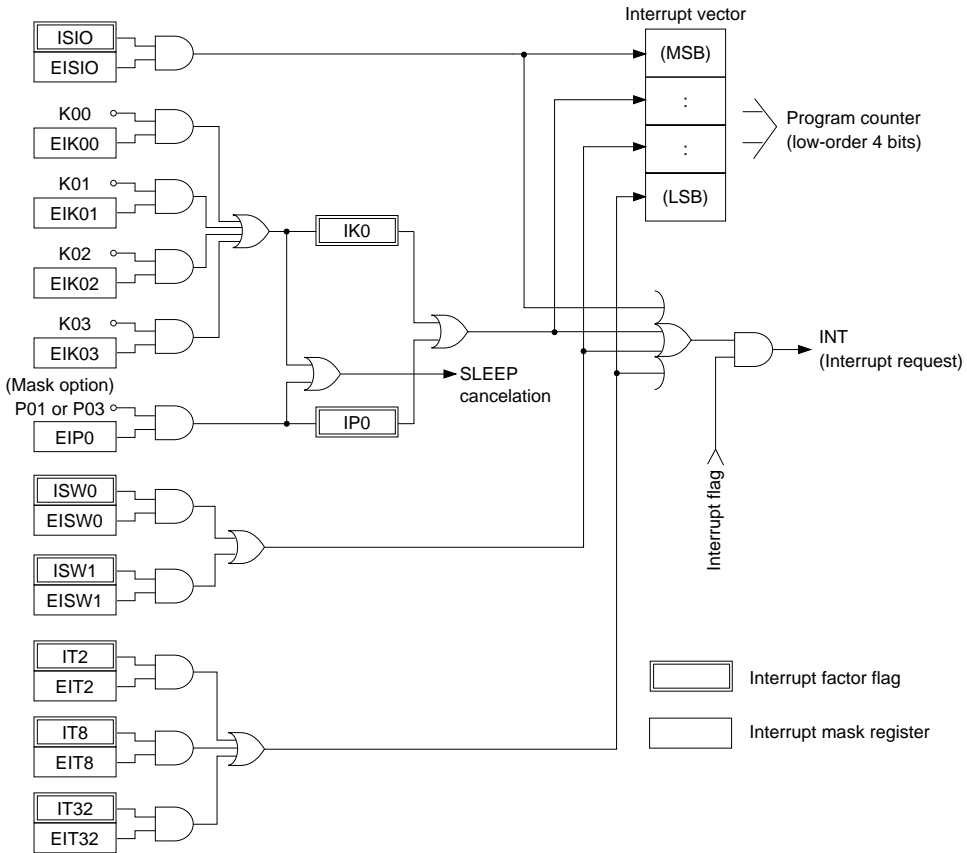 Interrupt vector
ISIO
EISIO
(MSB)
K00
EIK00
:
Program counter
(low-order 4 bits)
:
K01
EIK01
(LSB)
K02
EIK02
IK0
K03
EIK03
INT
(Interrupt request)
(Mask option)
P01 or P03
EIP0
SLEEP
cancelation
IP0
ISW0
EISW0
Interrupt flag
ISW1
EISW1
IT2
EIT2
Interrupt factor flag
IT8
EIT8
Interrupt mask register
IT32
EIT32